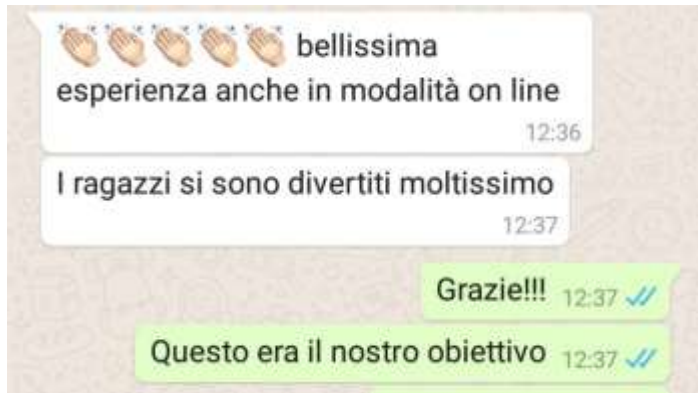 👏🏻👏🏻👏🏻👏🏻👏🏻 bellissima
esperienza anche in modalità on line
12:36
I ragazzi si sono divertiti moltissimo
12:37
Grazie!!! 12:37
Questo era il nostro obiettivo 12:37